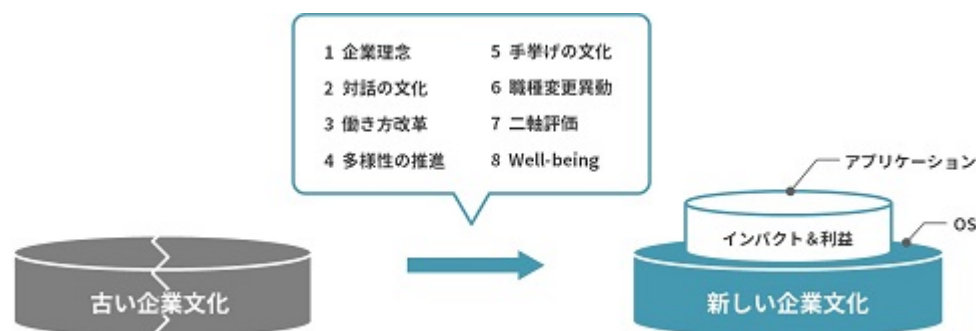 1 企業理念
2 対話の文化
3 働き方改革
4 多様性の推進
5 手挙げの文化
6 職種変更異動
7 二軸評価
8 Well-being
古い企業文化
アプリケーション
OS
インパクト＆利益
新しい企業文化